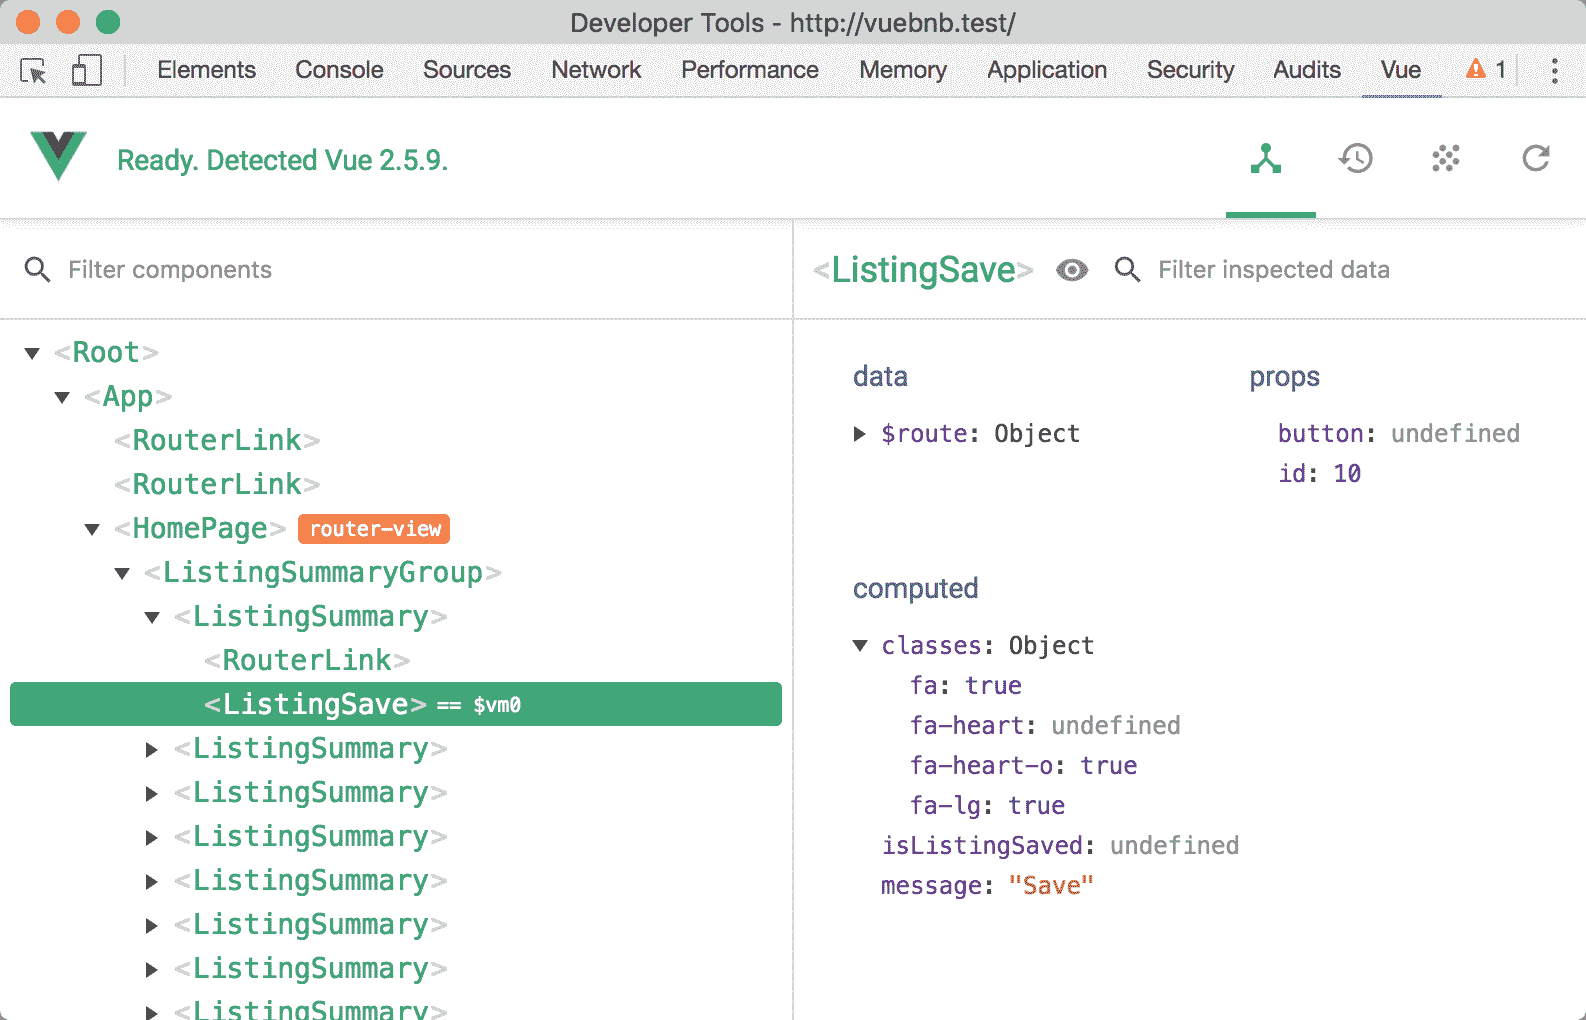 Developer Tools - http://vuebnb.test/
Elements Console Sources Network Performance Memory Application Security Audits Vue 1
Ready. Detected Vue 2.5.9.
Filter components
<ListingSave> Filter inspected data
<Root>
<App>
<RouterLink>
<RouterLink>
<HomePage> router-view
<ListingSummaryGroup>
<ListingSummary>
<RouterLink>
<ListingSave> == $vm0
<ListingSummary>
<ListingSummary>
<ListingSummary>
<ListingSummary>
<ListingSummary>
<ListingSummary>
<ListingSummary>
data
$route: Object
props
button: undefined
id: 10
computed
classes: Object
fa: true
fa-heart: undefined
fa-heart-o: true
fa-lg: true
isListingSaved: undefined
message: "Save"